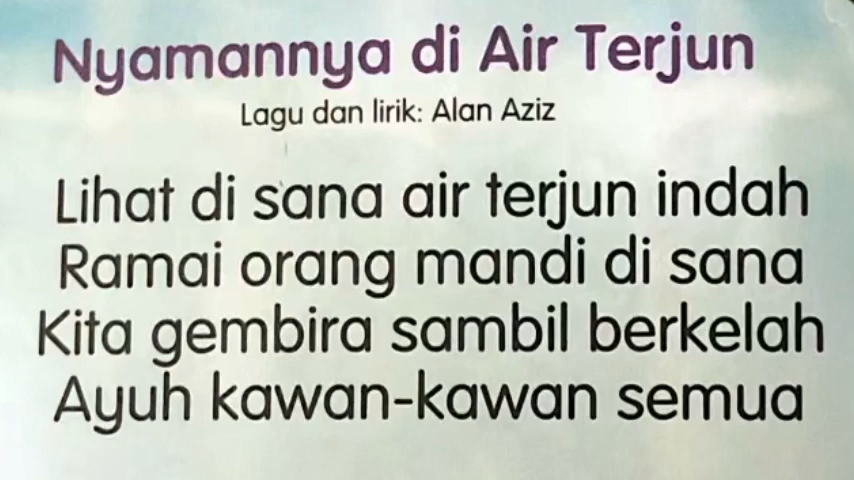 Nyamannya di Air Terjun
Lagu dan lirik: Alan Aziz
Lihat di sana air terjun indah
Ramai orang mandi di sana
Kita gembira sambil berkelah
Ayuh kawan-kawan semua